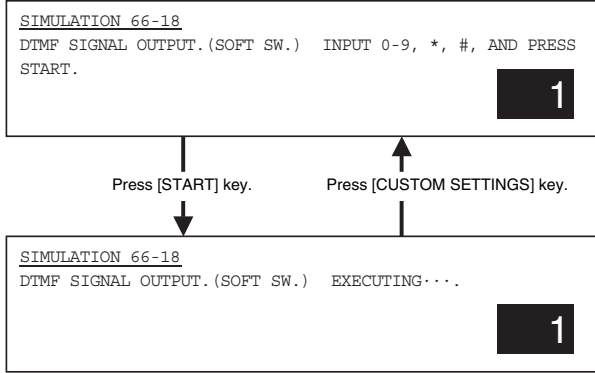 SIMULATION 66-18
DTMF SIGNAL OUTPUT.(SOFT SW.) INPUT 0-9, *, #, AND PRESS
START.
1
Press [START] key.
Press [CUSTOM SETTINGS] key.
SIMULATION 66-18
DTMF SIGNAL OUTPUT.(SOFT SW.) EXECUTING···.
1